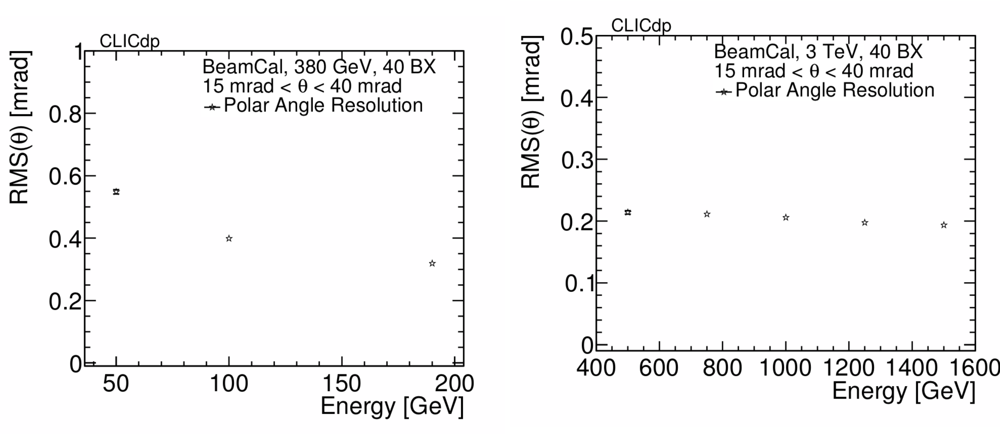 CLICdp
BeamCal, 380 GeV, 40 BX
15 mrad < θ < 40 mrad
Polar Angle Resolution
RMS(θ) [mrad]
1
0.8
0.6
0.4
0.2
0
50 100 150 200
Energy [GeV]
CLICdp
BeamCal, 3 TeV, 40 BX
15 mrad < θ < 40 mrad
Polar Angle Resolution
RMS(θ) [mrad]
0.5
0.4
0.3
0.2
0.1
0
400 600 800 1000 1200 1400 1600
Energy [GeV]